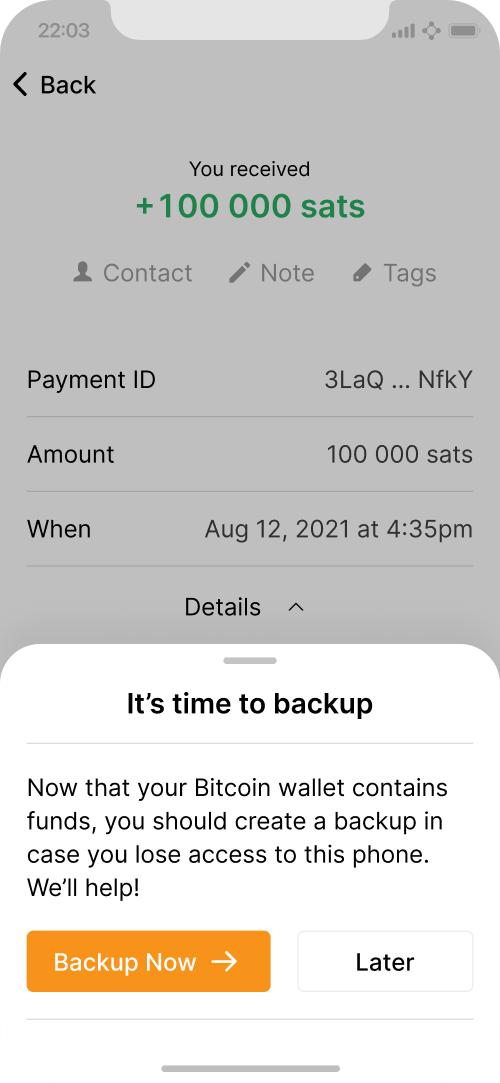 22:03
Back
You received
+100 000 sats
Contact Note Tags
Payment ID 3LaQ ... NfkY
Amount 100 000 sats
When Aug 12, 2021 at 4:35pm
Details
It’s time to backup
Now that your Bitcoin wallet contains
funds, you should create a backup in
case you lose access to this phone.
We’ll help!
Backup Now Later